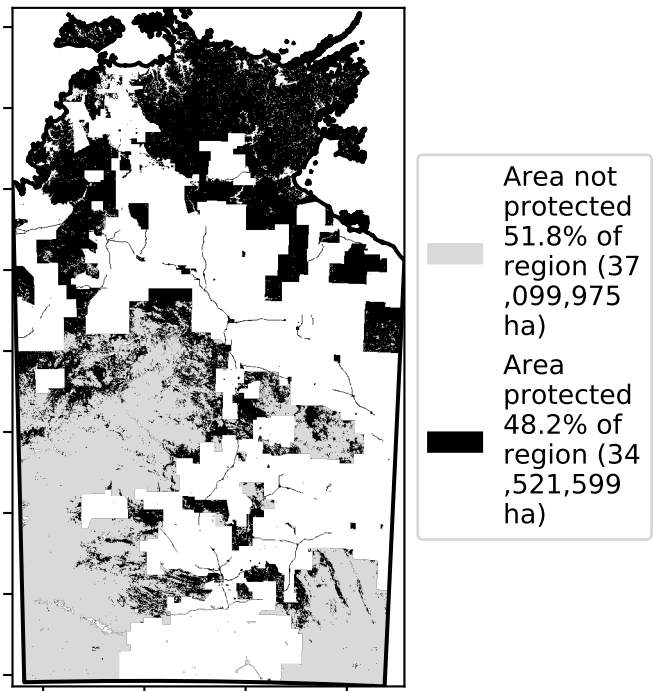 Area not
protected
51.8% of
region (37
,099,975
ha)
Area
protected
48.2% of
region (34
,521,599
ha)